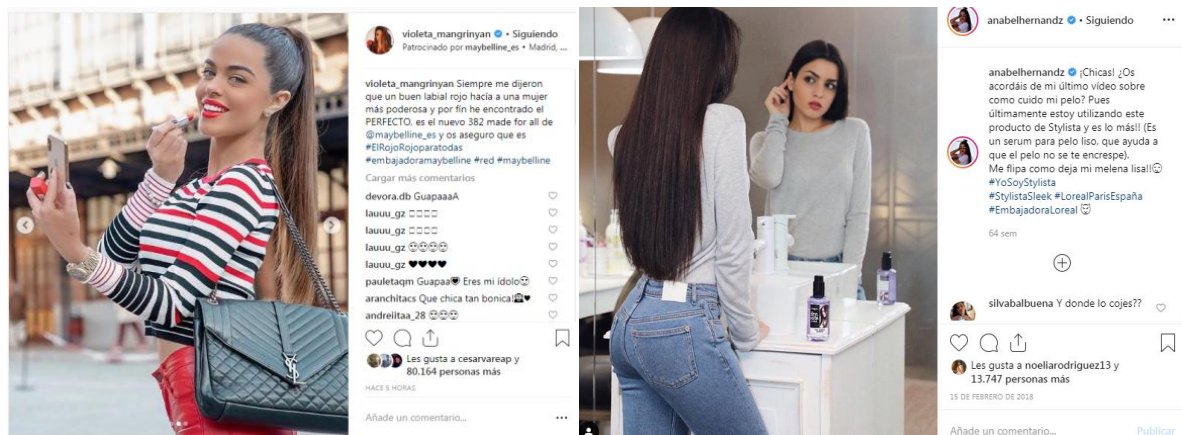 violeta_mangrinyan • Siguiendo
Patrocinado por maybelline_es • Madrid, ...
violeta_mangrinyan Siempre me dijeron
que un buen labial rojo hacía a una mujer
más poderosa y por fín he encontrado el
PERFECTO, es el nuevo 382 made for all de
@maybelline_es y os aseguro que es
#ElRojoRojoparatodas
#embajadoramaybelline #red #maybelline
Cargar más comentarios
devora.db GuapaaaA
lauuu_gz
lauuu_gz
lauuu_gz
lauuu_gz ♥♥♥♥
pauletaqm Guapaa Eres mi ídolo
aranchitacs Que chica tan bonica!
andreiitaa_28
Les gusta a cesarvareap y
80.164 personas más
HACE 5 HORAS
Añade un comentario...
YSL
anabelhernandz • Siguiendo
anabelhernandz ¡Chicas! ¿Os
acordáis de mi último vídeo sobre
como cuido mi pelo? Pues
últimamente estoy utilizando este
producto de Stylista y es lo más!! (Es
un serum para pelo liso, que ayuda a
que el pelo no se te encrespe).
Me flipa como deja mi melena lisa!!
#YoSoyStylista
#StylistaSleek #LorealParisEspaña
#EmbajadoraLoreal
64 sem
silvabalbuena Y donde lo cojes??
Les gusta a noeliarodriguez13 y
13.747 personas más
15 DE FEBRERO DE 2018
Añade un comentario...
Publicar